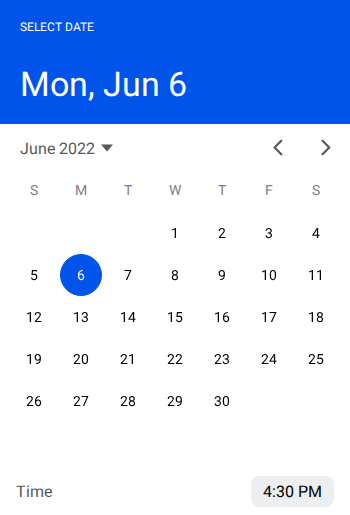 SELECT DATE
Mon, Jun 6
June 2022
S M T W T F S
1 2 3 4
5 6 7 8 9 10 11
12 13 14 15 16 17 18
19 20 21 22 23 24 25
26 27 28 29 30
Time 4:30 PM